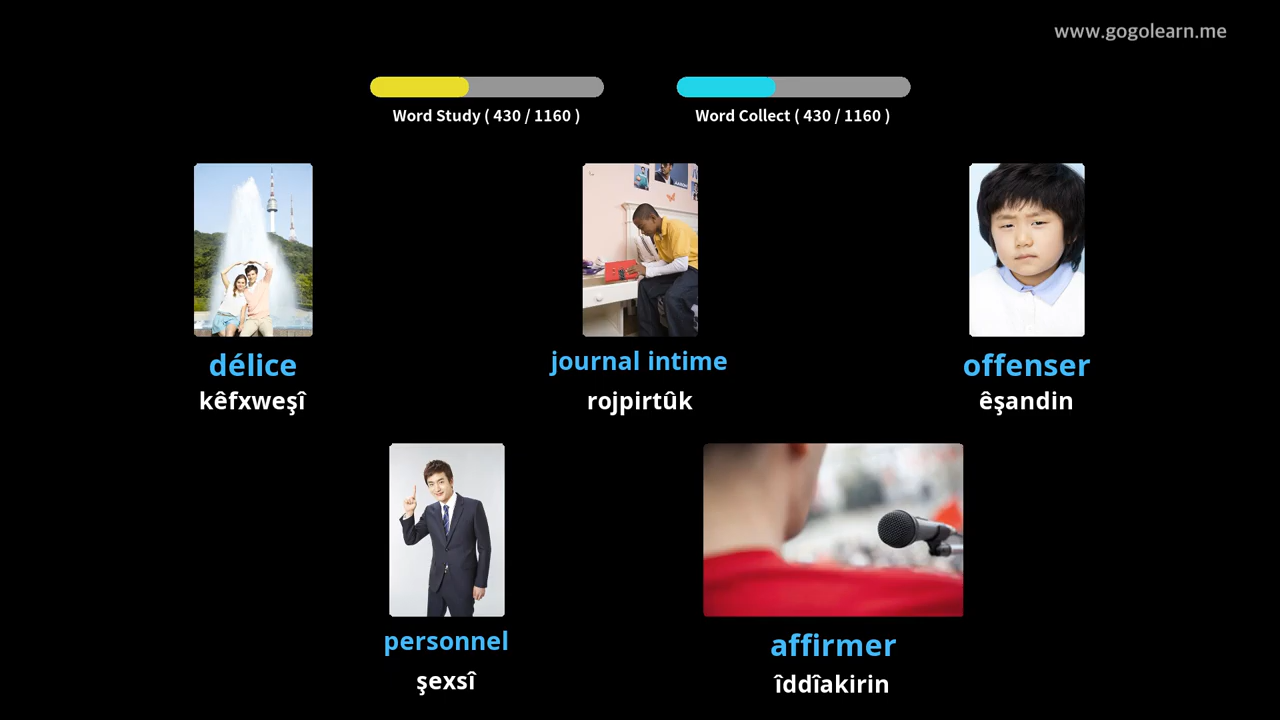 www.gogolearn.me
Word Study ( 430 / 1160 )
Word Collect ( 430 / 1160 )
délice
kêfxweşî
journal intime
rojpirtûk
offenser
êşandin
personnel
şexsî
affirmer
îddîakirin